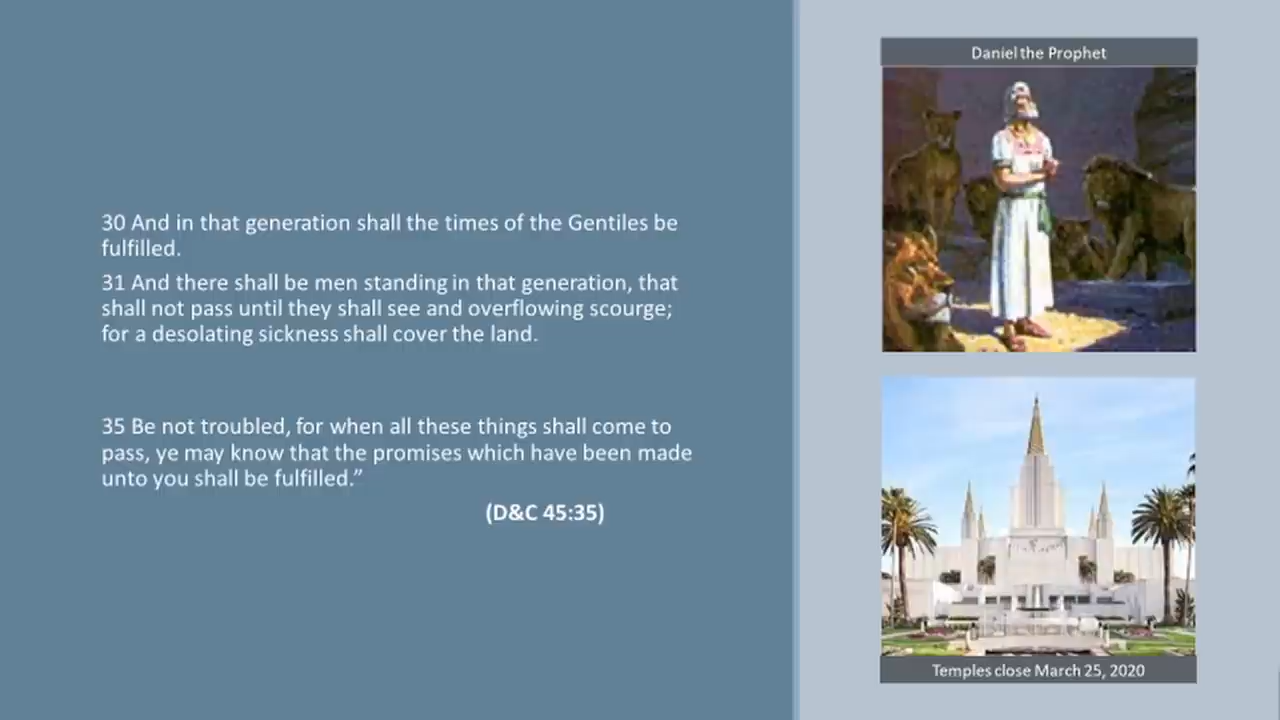 30 And in that generation shall the times of the Gentiles be
fulfilled.
31 And there shall be men standing in that generation, that
shall not pass until they shall see and overflowing scourge;
for a desolating sickness shall cover the land.
35 Be not troubled, for when all these things shall come to
pass, ye may know that the promises which have been made
unto you shall be fulfilled.”
(D&C 45:35)
Daniel the Prophet
Temples close March 25, 2020